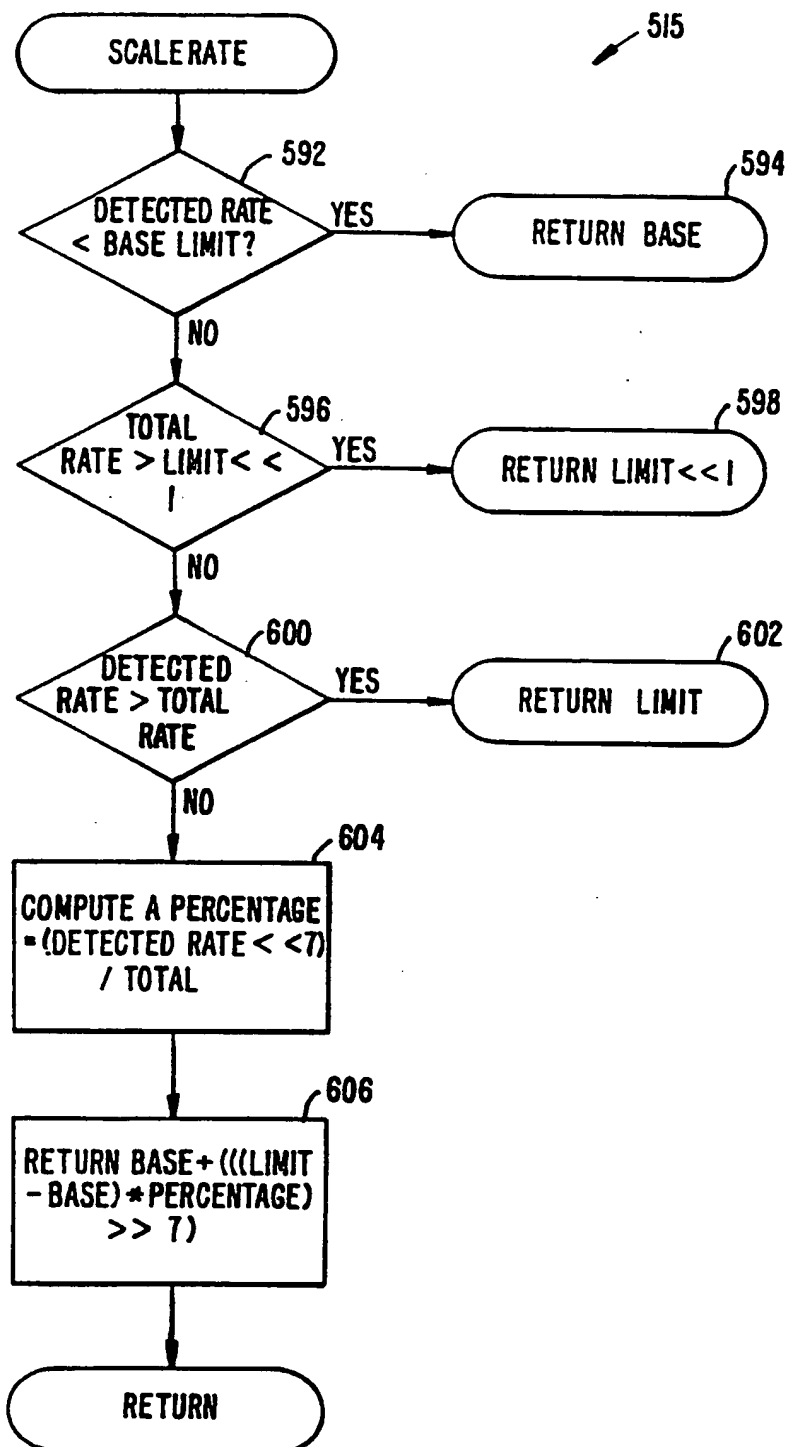 SCALERATE
515
592
DETECTED RATE
< BASE LIMIT?
YES
594
RETURN BASE
NO
596
TOTAL
RATE > LIMIT< <
1
YES
598
RETURN LIMIT<<1
NO
600
DETECTED
RATE > TOTAL
RATE
YES
602
RETURN LIMIT
NO
604
COMPUTE A PERCENTAGE
=(DETECTED RATE < <7)
/ TOTAL
606
RETURN BASE+(((LIMIT
-BASE)*PERCENTAGE)
>> 7)
RETURN